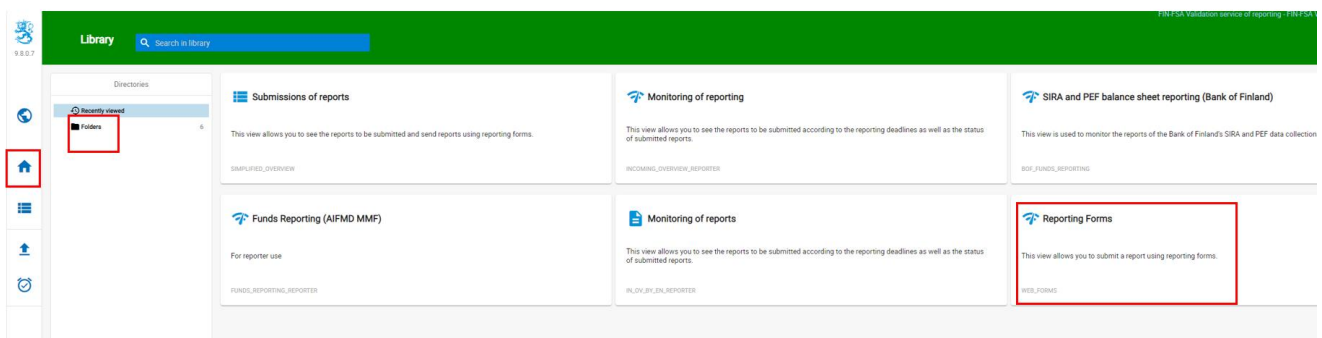 FIN-FSA Validation service of reporting - FIN-FSA
9.8.0.7
Library
Search in library
Directories
Recently viewed
Folders
6
Submissions of reports
This view allows you to see the reports to be submitted and send reports using reporting forms.
SIMPLIFIED_OVERVIEW
Monitoring of reporting
This view allows you to see the reports to be submitted according to the reporting deadlines as well as the status
of submitted reports.
INCOMING_OVERVIEW_REPORTER
SIRA and PEF balance sheet reporting (Bank of Finland)
This view is used to monitor the reports of the Bank of Finland's SIRA and PEF data collection
BOF_FUNDS_REPORTING
Funds Reporting (AIFMD MMF)
For reporter use
FUNDS_REPORTING_REPORTER
Monitoring of reports
This view allows you to see the reports to be submitted according to the reporting deadlines as well as the status
of submitted reports.
IN_OV_BY_EN_REPORTER
Reporting Forms
This view allows you to submit a report using reporting forms.
WEB_FORMS